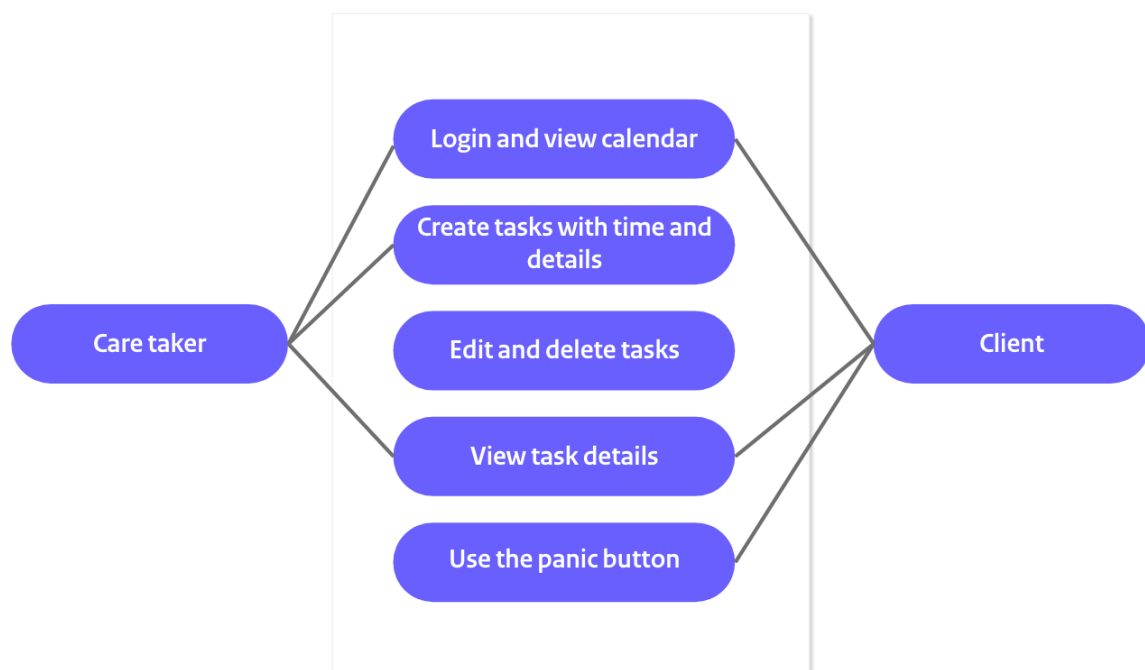 Login and view calendar
Create tasks with time and
details
Care taker
Edit and delete tasks
Client
View task details
Use the panic button